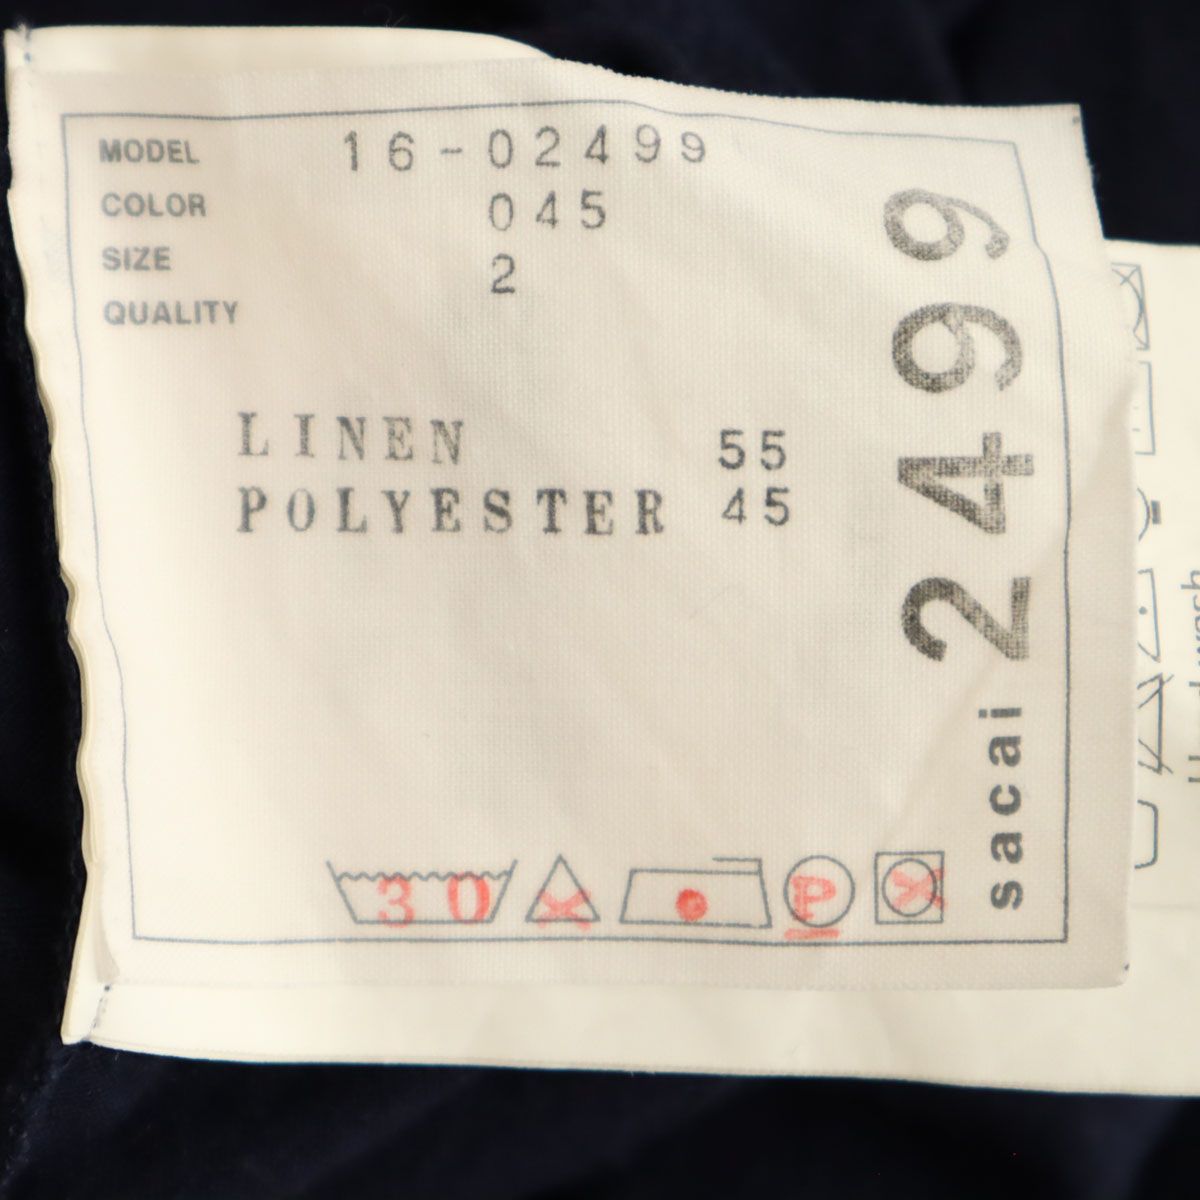 MODEL 16-02499
COLOR 045
SIZE 2
QUALITY
LINEN 55
POLYESTER 45
30
P
sacai 2499